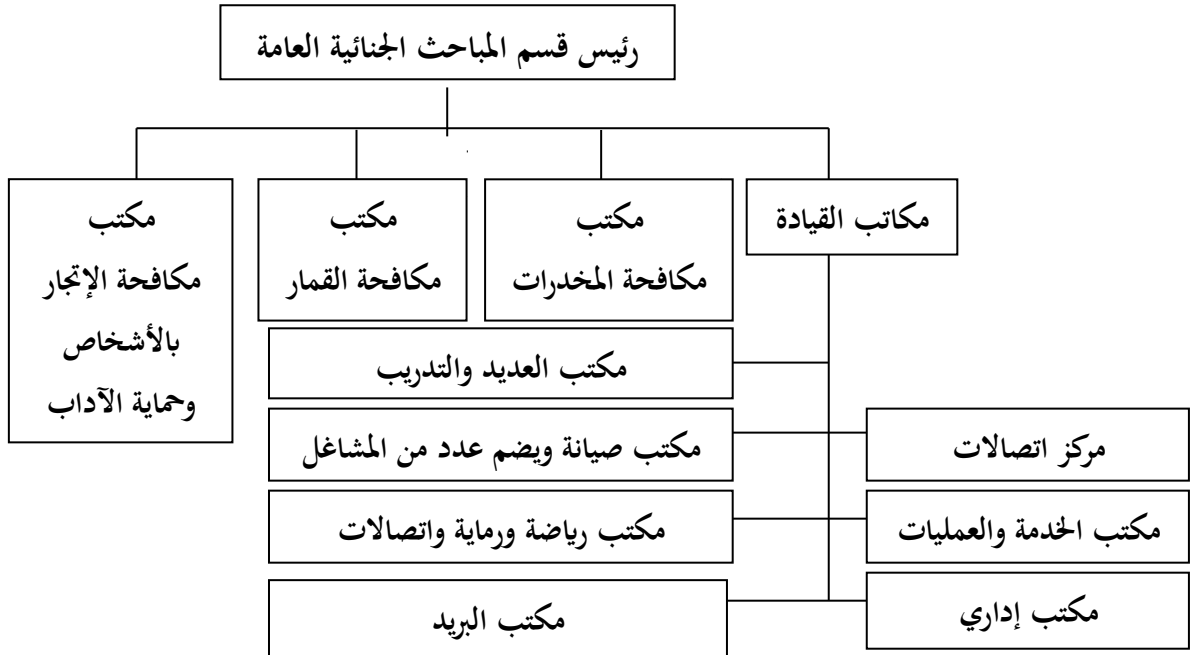 رئيس قسم المباحث الجنائية العامة
مكاتب القيادة
مكتب
مكافحة المخدرات
مكتب
مكافحة القمار
مكتب
مكافحة الإتجار
بالأشخاص
وحماية الآداب
مكتب العديد والتدريب
مركز اتصالات
مكتب صيانة ويضم عدد من المشاغل
مكتب الخدمة والعمليات
مكتب رياضة ورماية واتصالات
مكتب إداري
مكتب البريد